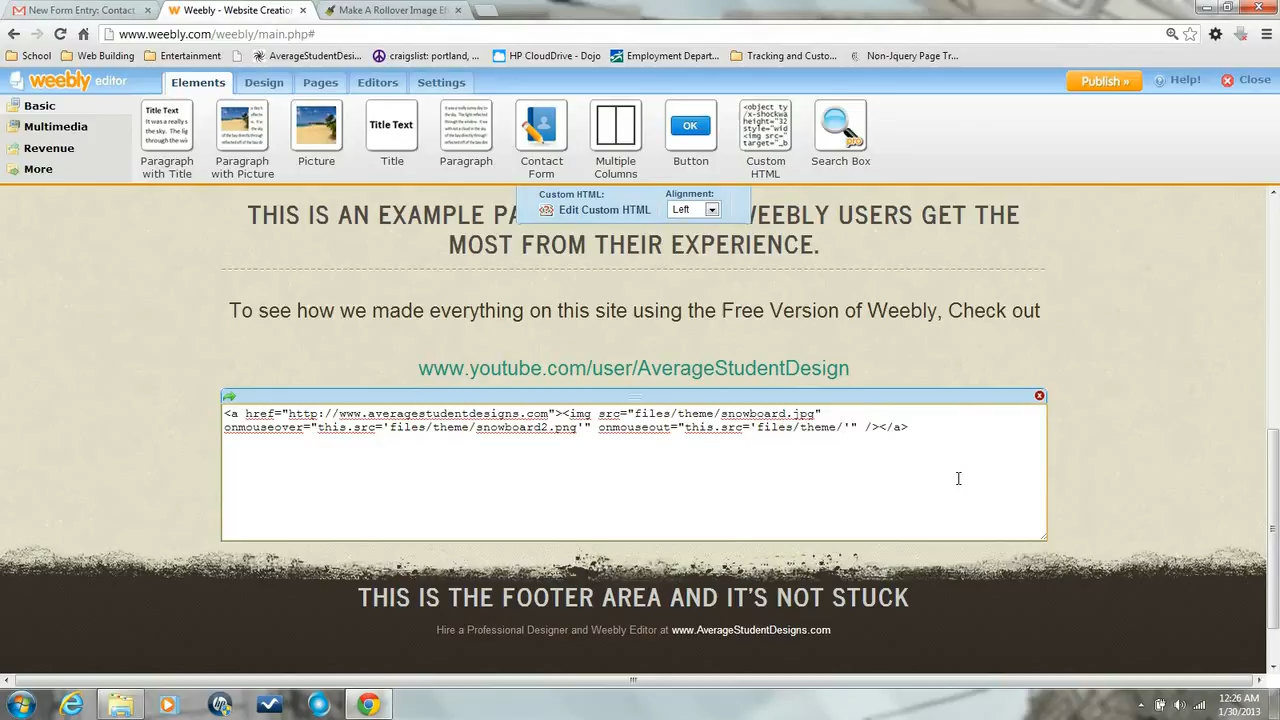 New Form Entry: Contact
Weebly - Website Creatio
Make A Rollover Image Ef
www.weebly.com/weebly/main.php#
School
Web Building
Entertainment
AverageStudentDesi...
craigslist: portland, ...
HP CloudDrive - Dojo
Employment Depart...
Tracking and Custo...
Non-Jquery Page Tr...
weebly editor
Elements
Design
Pages
Editors
Settings
Publish »
Help!
Close
Basic
Multimedia
Revenue
More
Paragraph with Title
Paragraph with Picture
Picture
Title Text
Title
Paragraph
Contact Form
Multiple Columns
OK
Button
Custom HTML
Search Box
Custom HTML:
Edit Custom HTML
Alignment:
Left
THIS IS AN EXAMPLE PA
WEEBLY USERS GET THE
MOST FROM THEIR EXPERIENCE.
To see how we made everything on this site using the Free Version of Weebly, Check out
www.youtube.com/user/AverageStudentDesign
<a href="http://www.averagestudentdesigns.com"><img src="files/theme/snowboard.jpg"
onmouseover="this.src='files/theme/snowboard2.png'" onmouseout="this.src='files/theme/'" /></a>
THIS IS THE FOOTER AREA AND IT'S NOT STUCK
Hire a Professional Designer and Weebly Editor at www.AverageStudentDesigns.com
12:26 AM
1/30/2013